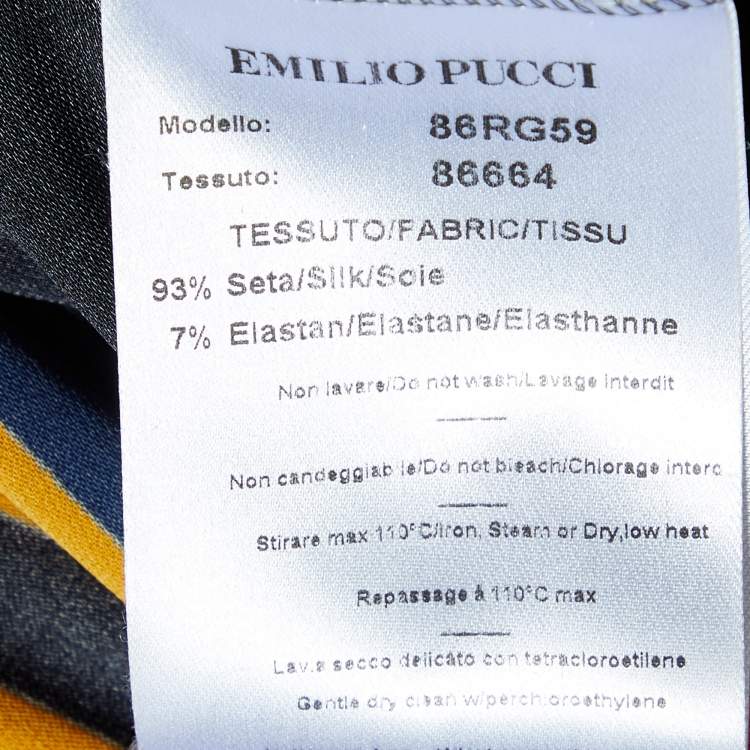 EMILIO PUCCI
Modello: 86RG59
Tessuto: 86664
TESSUTO/FABRIC/TISSU
93% Seta/Silk/Soie
7% Elastan/Elastane/Elasthanne
Non lavare/Do not wash/Lavage interdit
Non candeggiabile/Do not bleach/Chlorage interd
Stirare max 110°C/Iron, Steam or Dry,low heat
Repassage à 110°C max
Lav.a secco delicato con tetracloroetilene
Gentle dry clean w/perchloroethylene